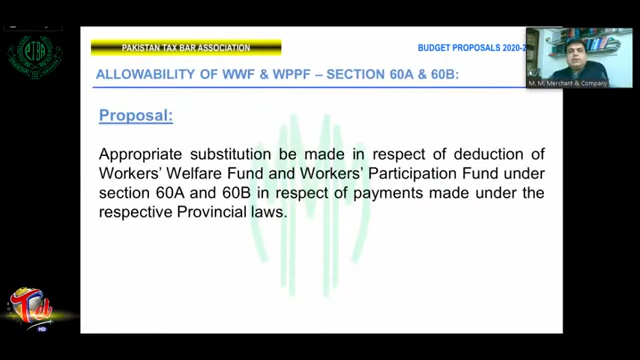 PAKISTAN TAX BAR ASSOCIATION
BUDGET PROPOSALS 2020-2
ALLOWABILITY OF WWF & WPPF – SECTION 60A & 60B:
M. M. Merchant & Company
Proposal:
Appropriate substitution be made in respect of deduction of
Workers' Welfare Fund and Workers' Participation Fund under
section 60A and 60B in respect of payments made under the
respective Provincial laws.
HD